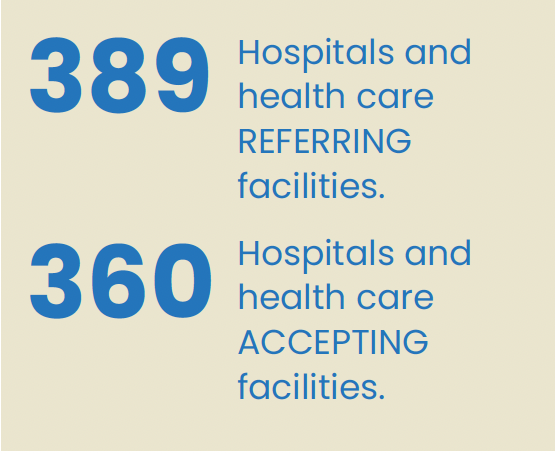 389
Hospitals and
health care
REFERRING
facilities.
360
Hospitals and
health care
ACCEPTING
facilities.